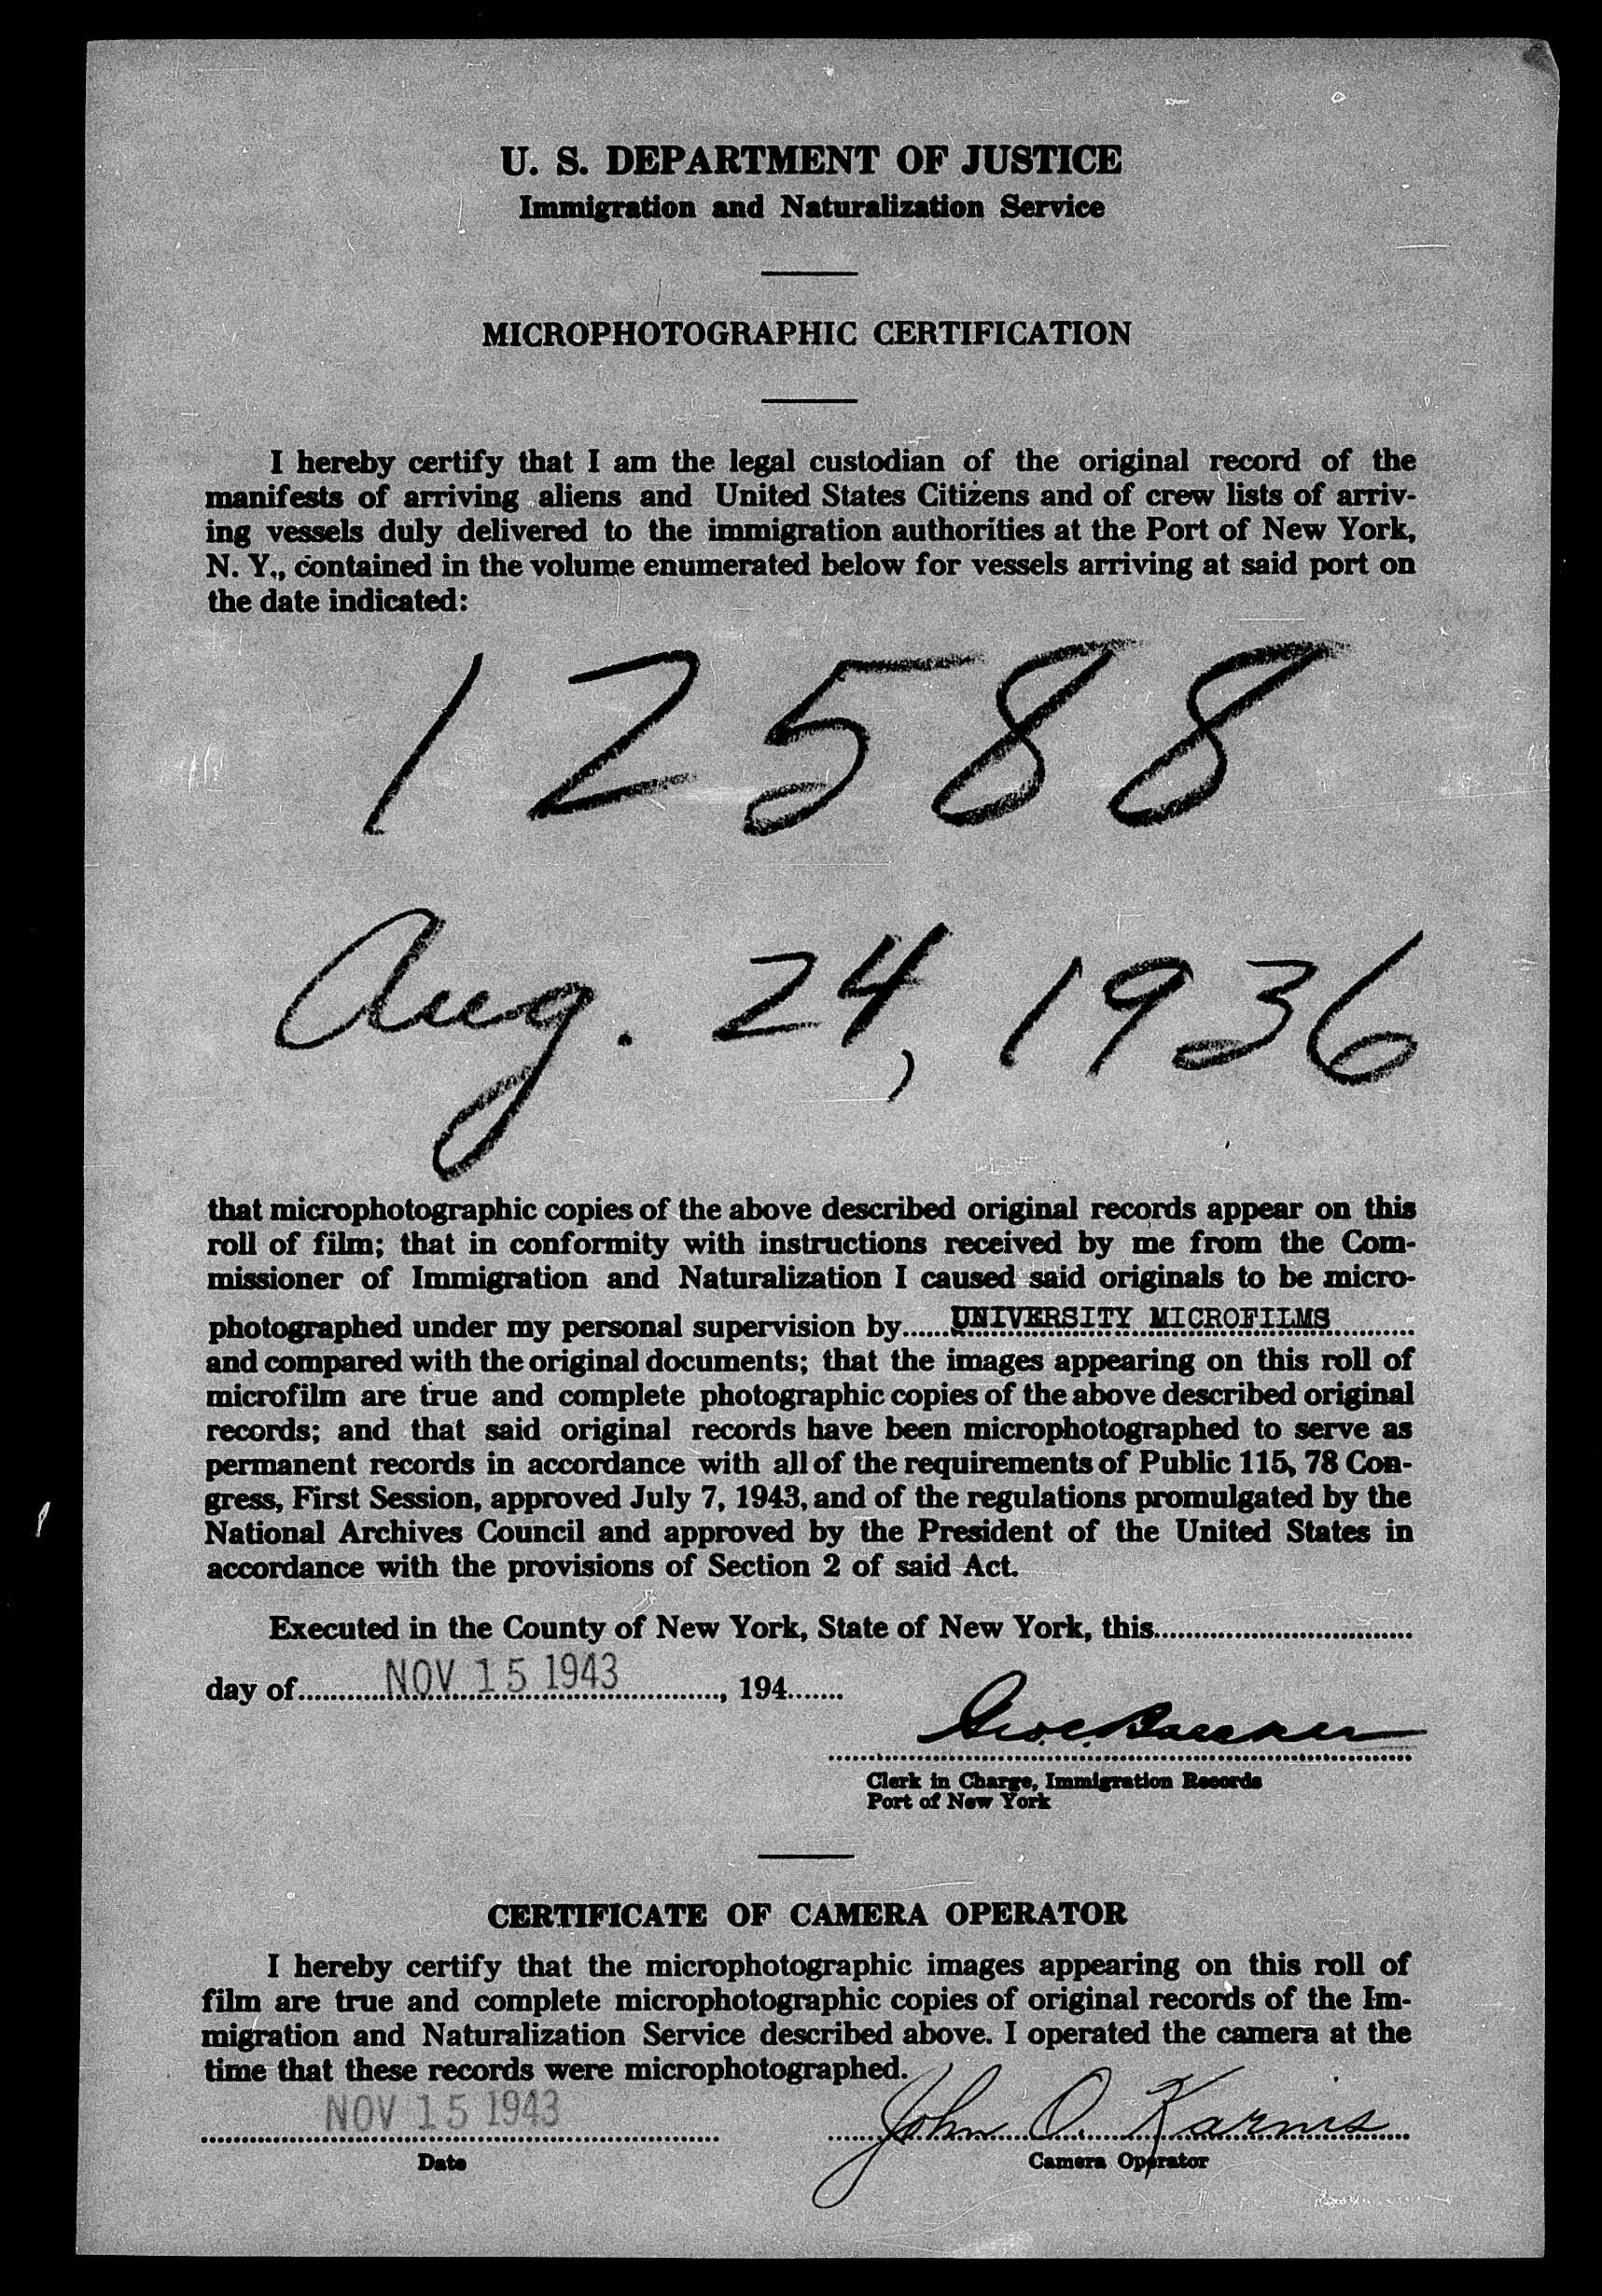 U. S. DEPARTMENT OF JUSTICE
Immigration and Naturalization Service
MICROPHOTOGRAPHIC CERTIFICATION
I hereby certify that I am the legal custodian of the original record of the
manifests of arriving aliens and United States Citizens and of crew lists of arriv-
ing vessels duly delivered to the immigration authorities at the Port of New York,
N. Y., contained in the volume enumerated below for vessels arriving at said port on
the date indicated:
12588
Aug. 24, 1936
that microphotographic copies of the above described original records appear on this
roll of film; that in conformity with instructions received by me from the Com-
missioner of Immigration and Naturalization I caused said originals to be micro-
photographed under my personal supervision by......UNIVERSITY MICROFILMS..........
and compared with the original documents; that the images appearing on this roll of
microfilm are true and complete photographic copies of the above described original
records; and that said original records have been microphotographed to serve as
permanent records in accordance with all of the requirements of Public 115, 78 Con-
gress, First Session, approved July 7, 1943, and of the regulations promulgated by the
National Archives Council and approved by the President of the United States in
accordance with the provisions of Section 2 of said Act.
Executed in the County of New York, State of New York, this................................
day of...........NOV 15 1943............, 194.......
Clerk in Charge, Immigration Records
Port of New York
CERTIFICATE OF CAMERA OPERATOR
I hereby certify that the microphotographic images appearing on this roll of
film are true and complete microphotographic copies of original records of the Im-
migration and Naturalization Service described above. I operated the camera at the
time that these records were microphotographed.
NOV 15 1943 John O. Karnis
Date Camera Operator